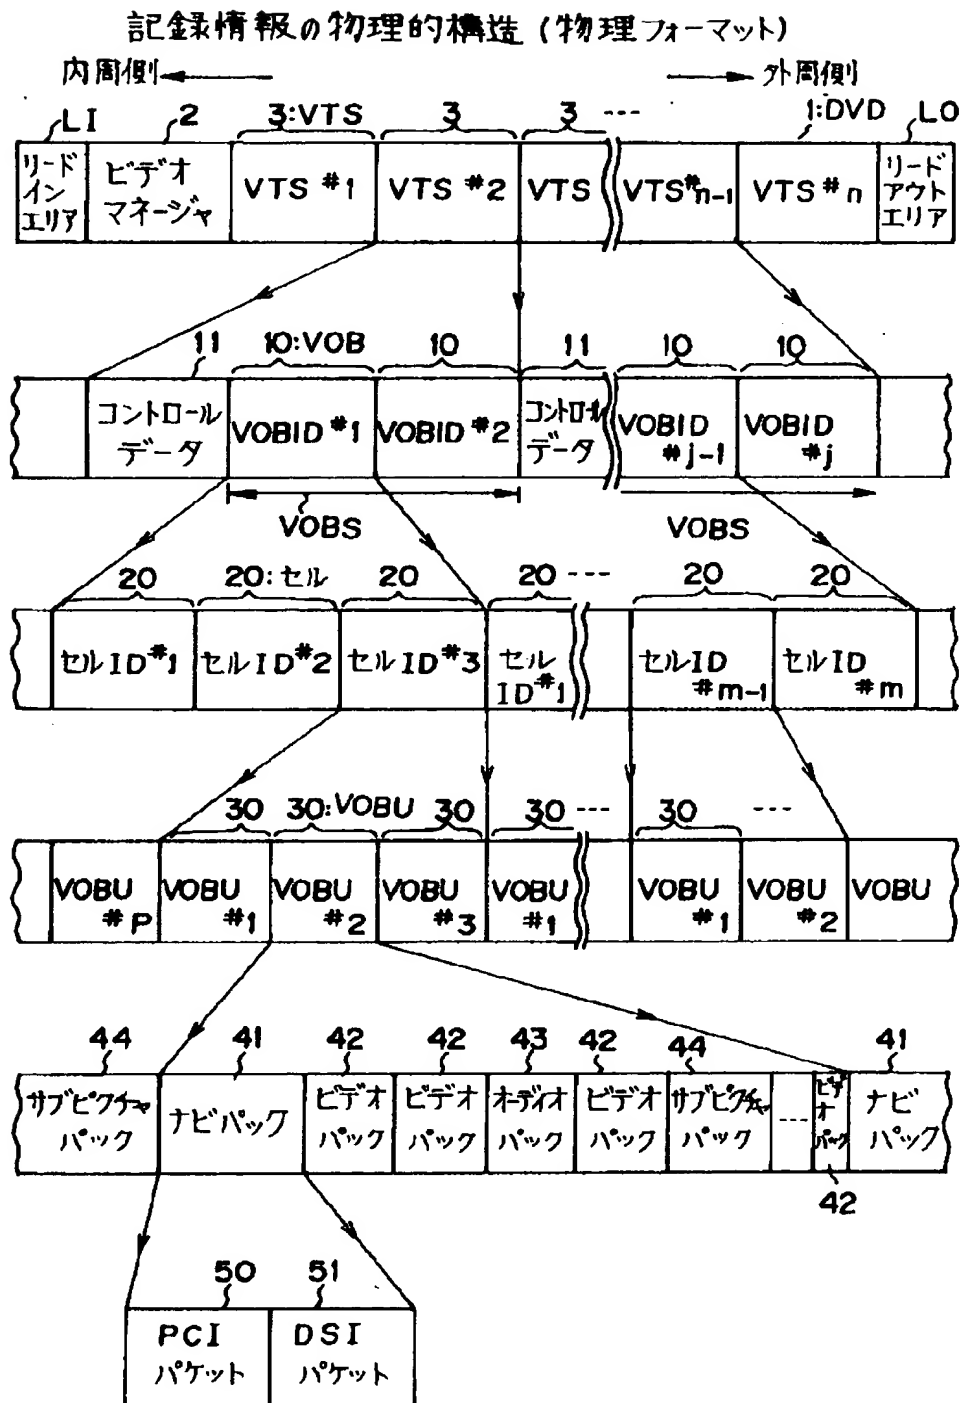 記録情報の物理的構造(物理フォーマット)
内周側 外周側
LI 2 3:VTS 3 3 --- 1:DVD LO
リードインエリア ビデオマネージャ VTS #1 VTS #2 VTS VTS#n-1 VTS #n リードアウトエリア
11 10:VOB 10 11 10 10
コントロールデータ VOBID #1 VOBID #2 コントロールデータ VOBID #j-1 VOBID #j
VOBS VOBS
20 20:セル 20 20 --- 20 20
セルID#1 セルID#2 セルID#3 セルID#1 セルID #m-1 セルID #m
30 30:VOBU 30 30 --- 30 ---
VOBU #P VOBU #1 VOBU #2 VOBU #3 VOBU #1 VOBU #1 VOBU #2 VOBU
44 41 42 42 43 42 44 41
サブピクチャパック ナビパック ビデオパック ビデオパック オーディオパック ビデオパック サブピクチャパック --- ビデオパック ナビパック
42
50 51
PCIパケット DSIパケット